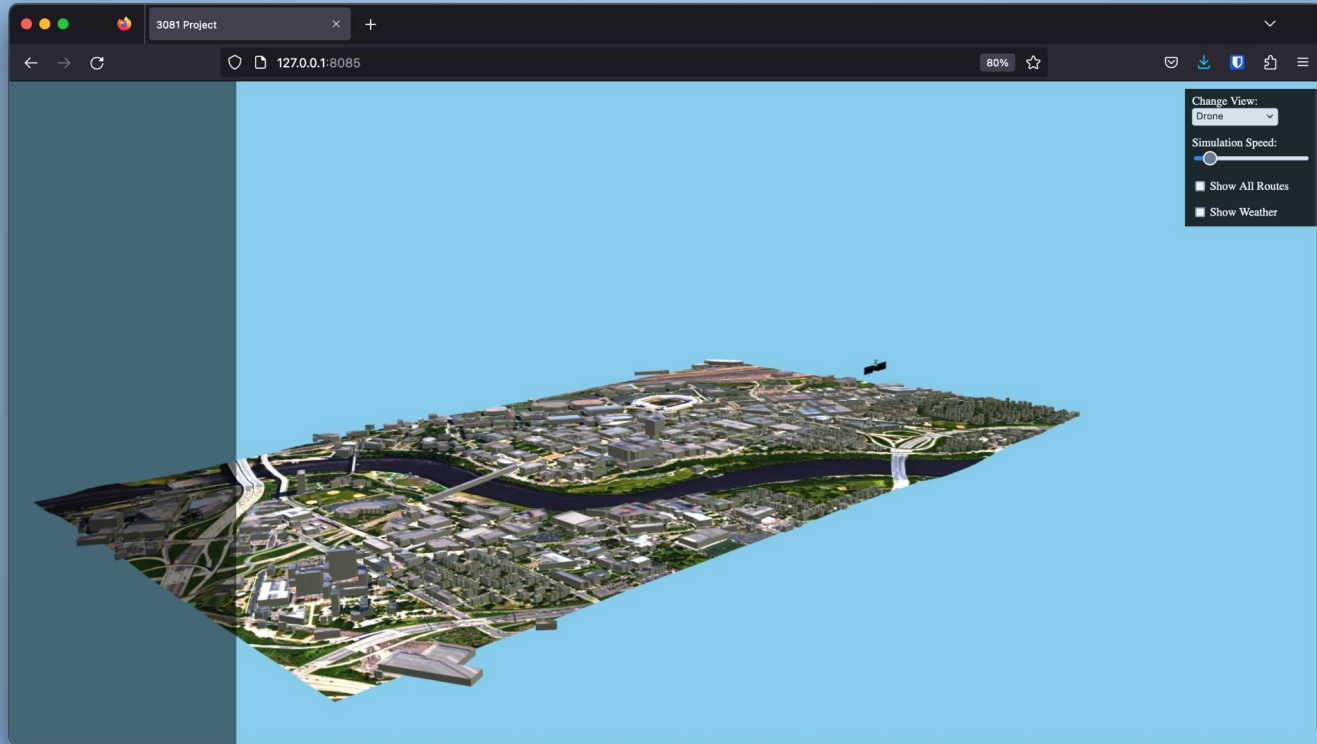 3081 Project
127.0.0.1:8085
80%
Change View:
Drone
Simulation Speed:
Show All Routes
Show Weather